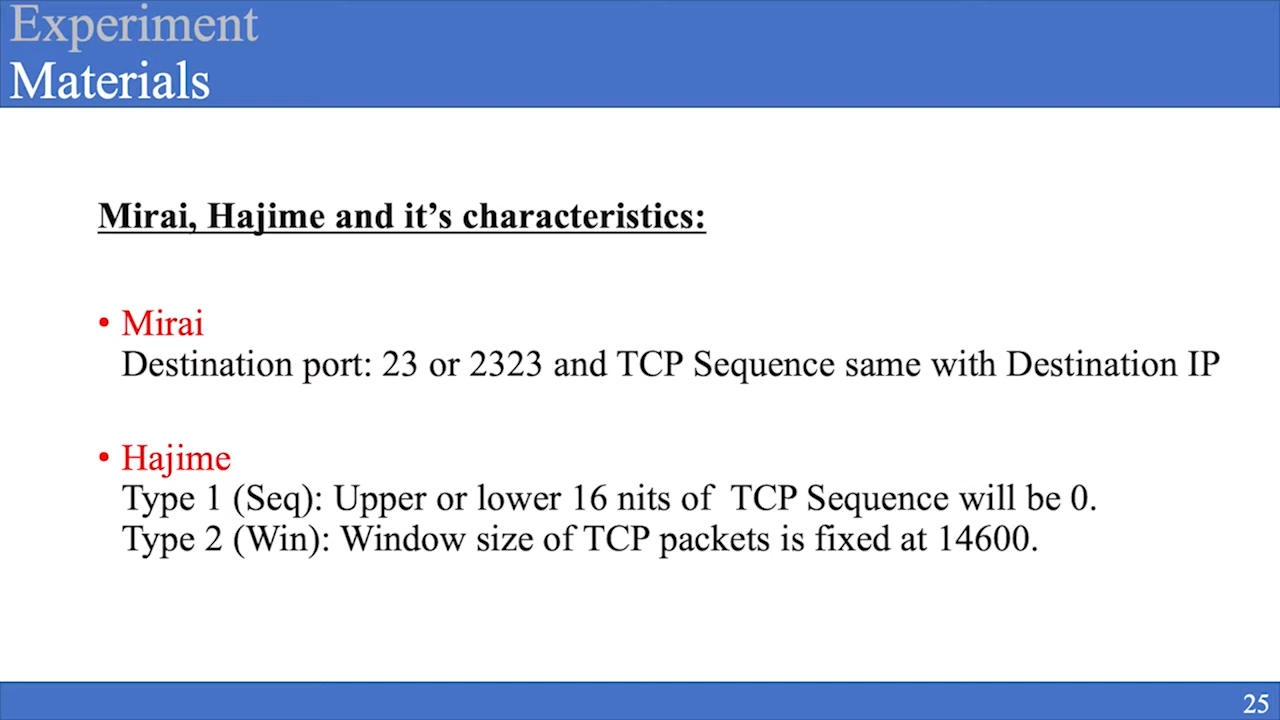 Experiment
Materials
Mirai, Hajime and it’s characteristics:
• Mirai
Destination port: 23 or 2323 and TCP Sequence same with Destination IP
• Hajime
Type 1 (Seq): Upper or lower 16 nits of TCP Sequence will be 0.
Type 2 (Win): Window size of TCP packets is fixed at 14600.
25